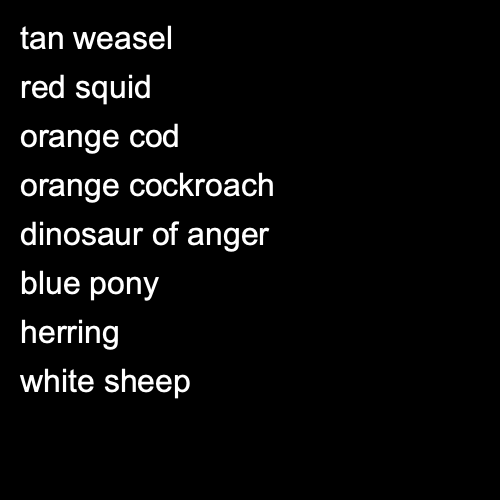 tan weasel
red squid
orange cod
orange cockroach
dinosaur of anger
blue pony
herring
white sheep